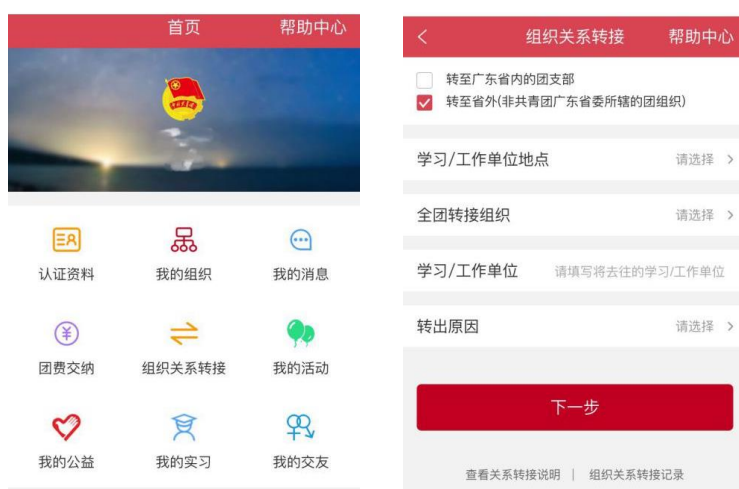 首页
帮助中心
认证资料
我的组织
我的消息
团费交纳
组织关系转接
我的活动
我的公益
我的实习
我的交友
组织关系转接
帮助中心
转至广东省内的团支部
转至省外(非共青团广东省委所辖的团组织)
学习/工作单位地点
请选择
全团转接组织
请选择
学习/工作单位
请填写将去往的学习/工作单位
转出原因
请选择
下一步
查看关系转接说明 | 组织关系转接记录